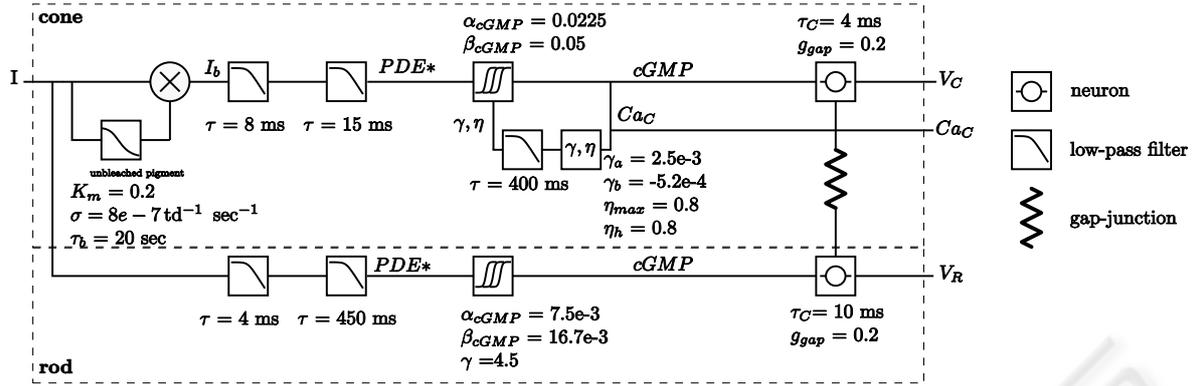 cone
I
I_b
τ = 8 ms
τ = 15 ms
PDE*
α_cGMP = 0.0225
β_cGMP = 0.05
γ, η
τ = 400 ms
γ, η
cGMP
Ca_C
γ_a = 2.5e-3
γ_b = -5.2e-4
η_max = 0.8
η_h = 0.8
τ_C= 4 ms
g_gap = 0.2
V_C
Ca_C
unbleached pigment
K_m = 0.2
σ = 8e − 7 td⁻¹ sec⁻¹
τ_b = 20 sec
τ = 4 ms
τ = 450 ms
PDE*
α_cGMP = 7.5e-3
β_cGMP = 16.7e-3
γ =4.5
cGMP
τ_C= 10 ms
g_gap = 0.2
V_R
rod
neuron
low-pass filter
gap-junction